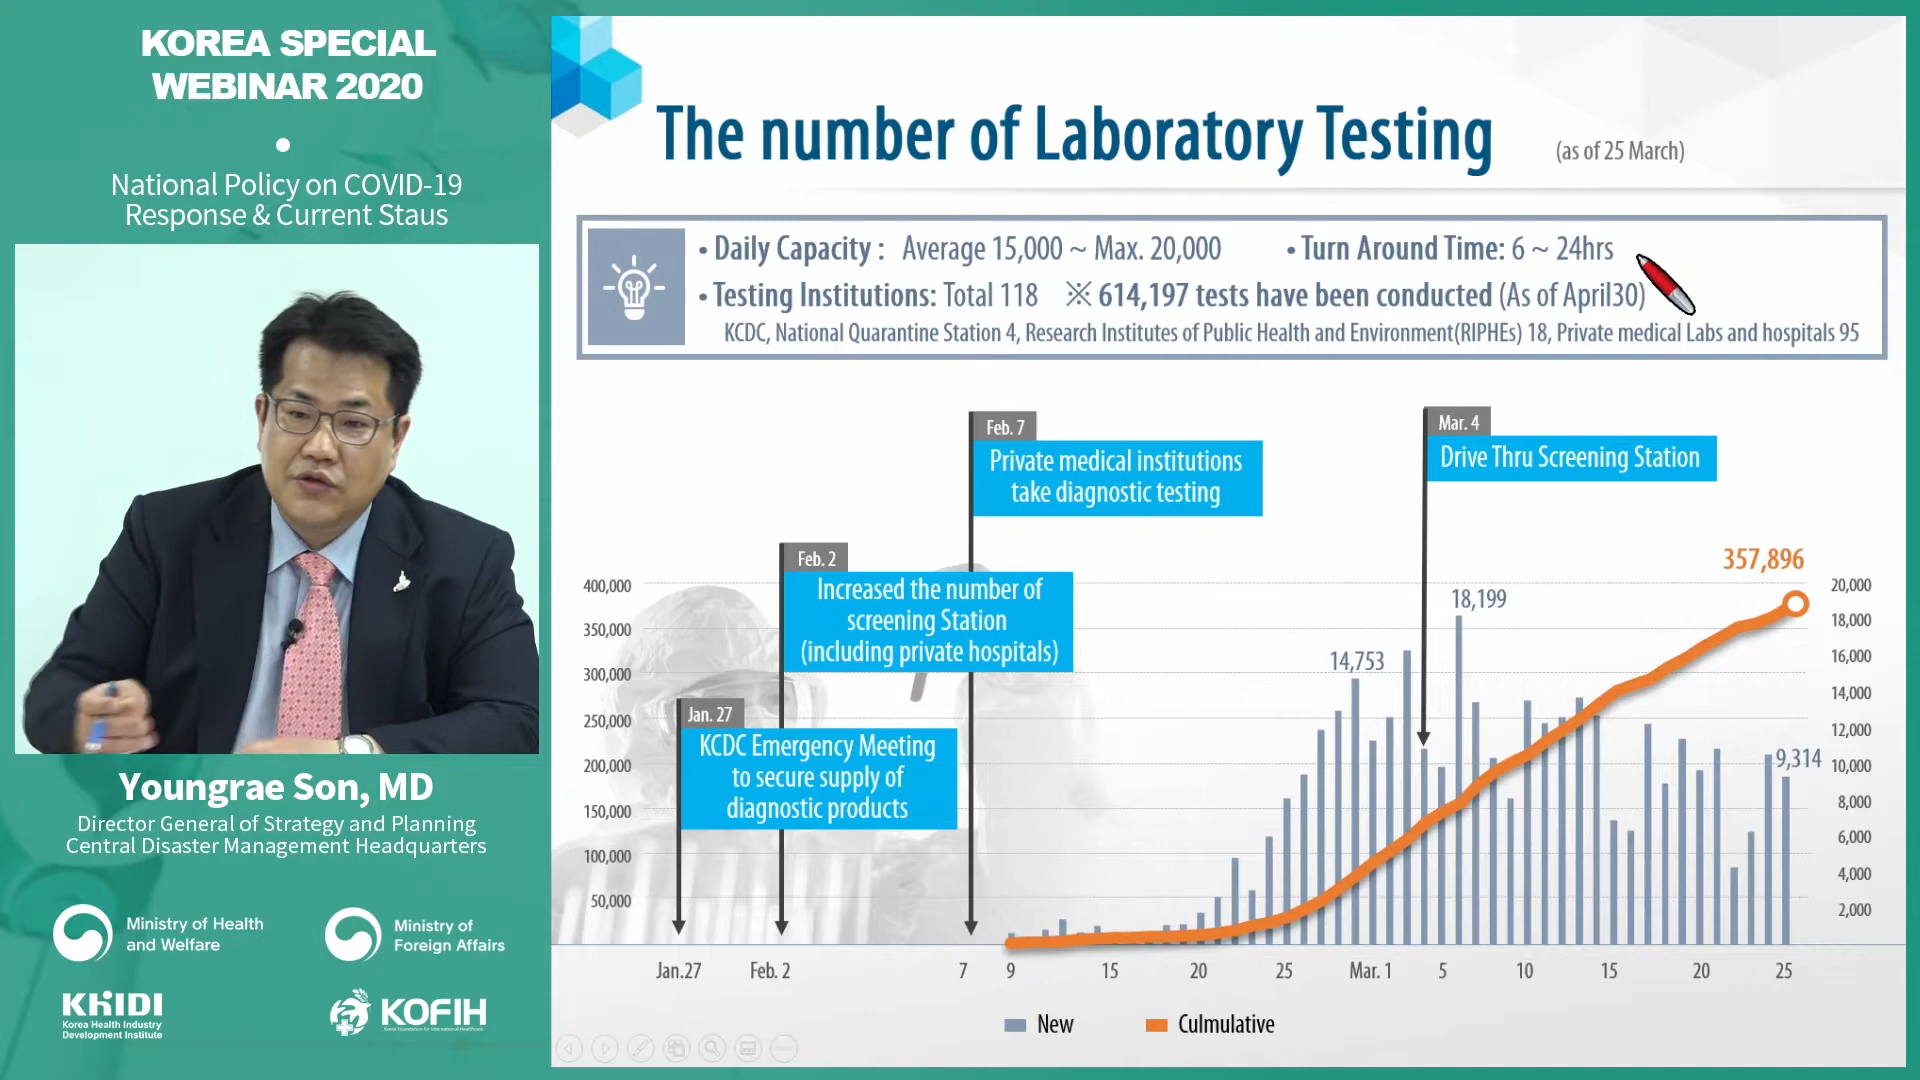 KOREA SPECIAL
WEBINAR 2020
National Policy on COVID-19
Response & Current Staus
Youngrae Son, MD
Director General of Strategy and Planning
Central Disaster Management Headquarters
Ministry of Health
and Welfare
Ministry of
Foreign Affairs
KHIDI
Korea Health Industry
Development Institute
KOFIH
Korea Foundation for International Healthcare
The number of Laboratory Testing
(as of 25 March)
• Daily Capacity : Average 15,000 ~ Max. 20,000 • Turn Around Time: 6 ~ 24hrs
• Testing Institutions: Total 118 ※ 614,197 tests have been conducted (As of April30)
KCDC, National Quarantine Station 4, Research Institutes of Public Health and Environment(RIPHEs) 18, Private medical Labs and hospitals 95
Feb. 7
Private medical institutions
take diagnostic testing
Mar. 4
Drive Thru Screening Station
Feb. 2
Increased the number of
screening Station
(including private hospitals)
Jan. 27
KCDC Emergency Meeting
to secure supply of
diagnostic products
357,896
18,199
14,753
9,314
400,000
350,000
300,000
250,000
200,000
150,000
100,000
50,000
20,000
18,000
16,000
14,000
12,000
10,000
8,000
6,000
4,000
2,000
Jan.27 Feb. 2 7 9 15 20 25 Mar. 1 5 10 15 20 25
New Culmulative